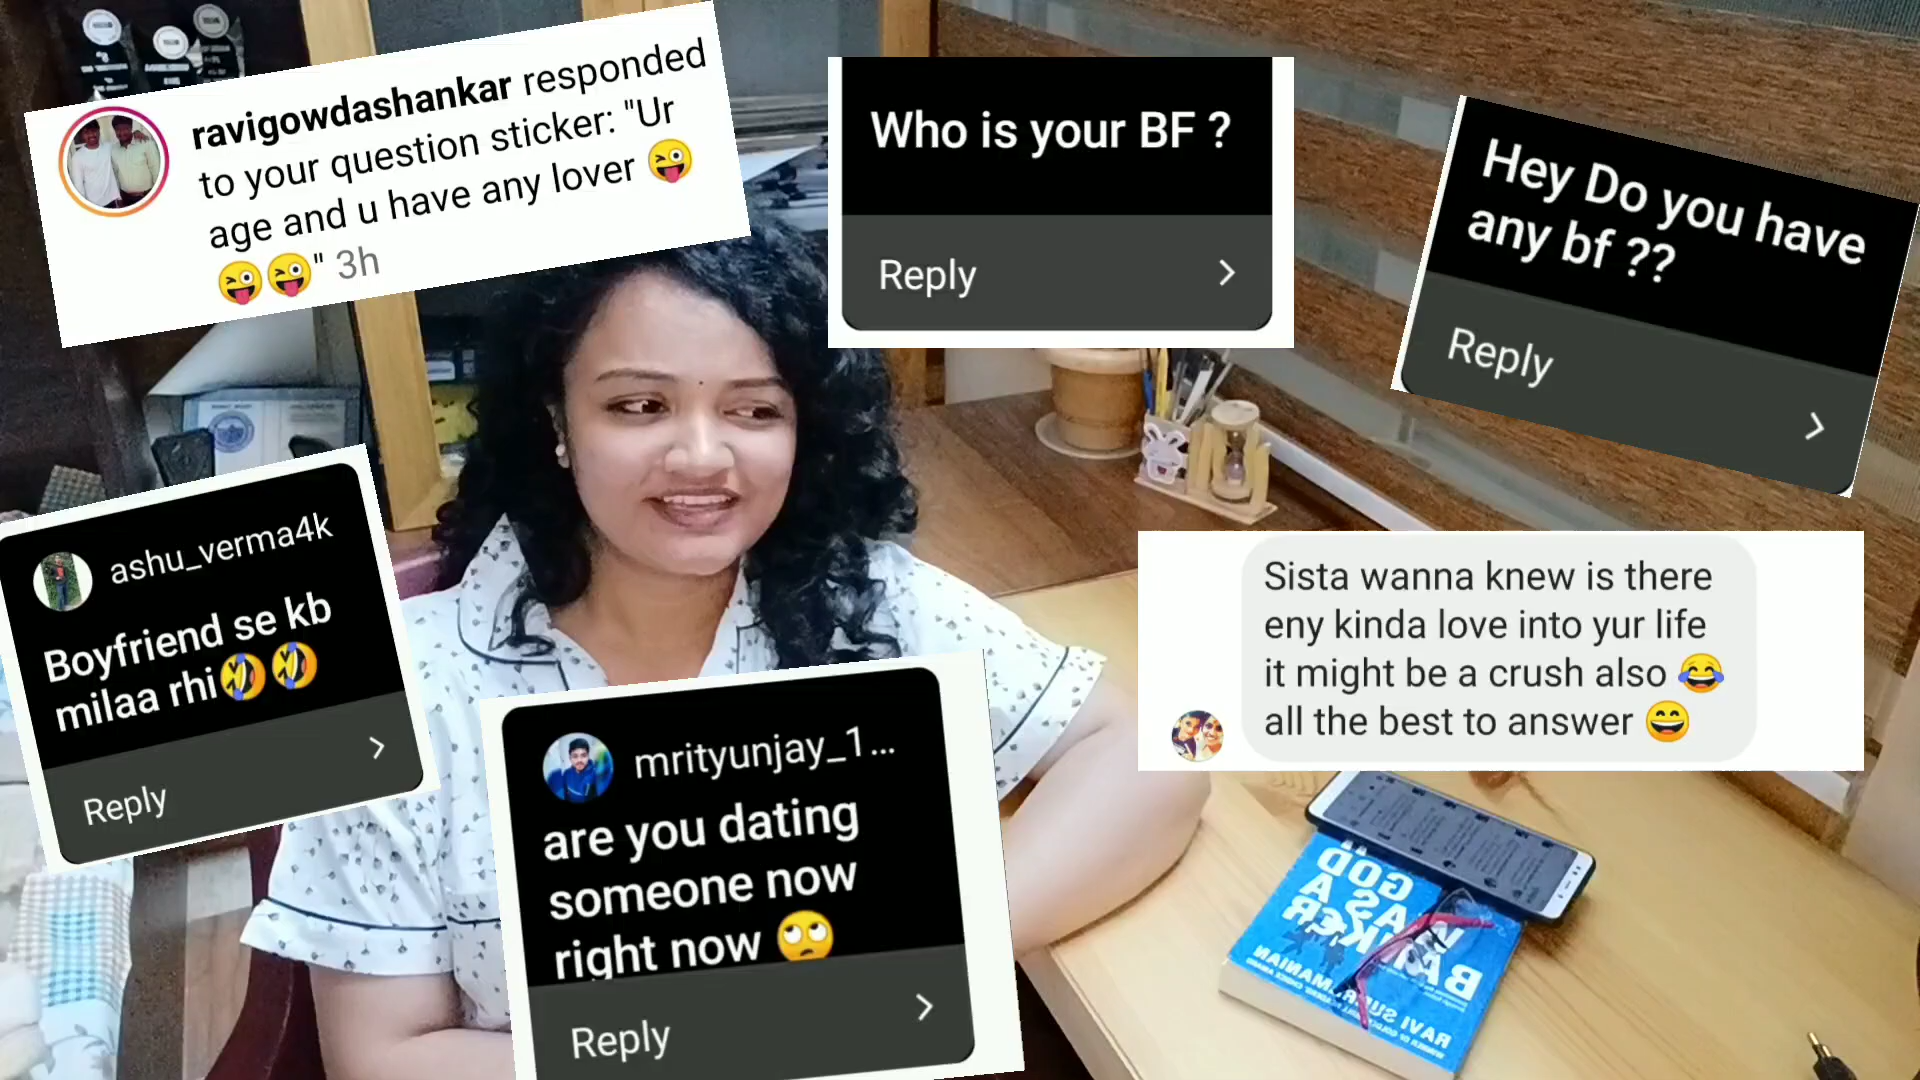 ravigowdashankar responded
to your question sticker: "Ur
age and u have any lover 😜
😜😜" 3h
Who is your BF ?
Reply
Hey Do you have
any bf ??
Reply
ashu_verma4k
Boyfriend se kb
milaa rhi🤣🤣
Reply
Sista wanna knew is there
eny kinda love into yur life
it might be a crush also 😂
all the best to answer 😄
mrityunjay_1...
are you dating
someone now
right now 🙄
Reply
GOD
AS A
BAKER
RAVI SUBRAMANIAN